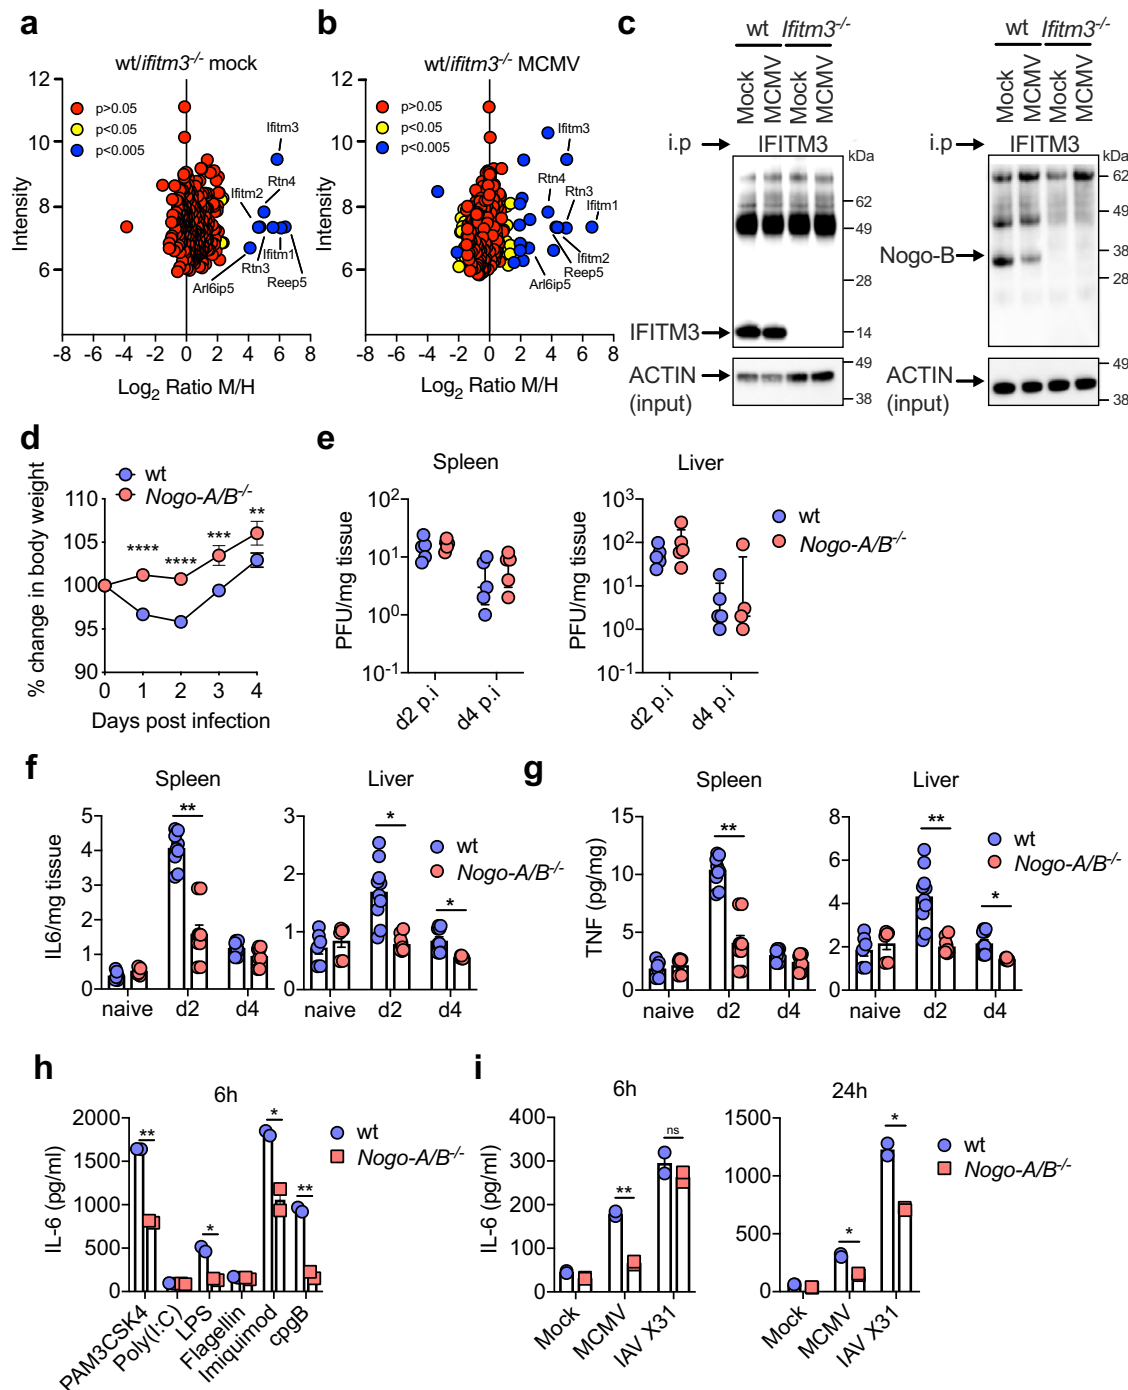 a
wt/ifitm3-/- mock
12
10
8
6
Intensity
p>0.05
p<0.05
p<0.005
Ifitm3
Ifitm2
Rtn4
Ifitm1
Rtn3
Reep5
Arl6ip5
-8 -6 -4 -2 0 2 4 6 8
Log2 Ratio M/H
b
wt/ifitm3-/- MCMV
12
10
8
6
Intensity
p>0.05
p<0.05
p<0.005
Ifitm3
Rtn4
Rtn3
Ifitm1
Ifitm2
Reep5
Arl6ip5
-8 -6 -4 -2 0 2 4 6 8
Log2 Ratio M/H
c
wt Ifitm3-/-
Mock MCMV Mock MCMV
i.p IFITM3
kDa
62
49
28
14
IFITM3
49
38
ACTIN
(input)
wt Ifitm3-/-
Mock MCMV Mock MCMV
i.p IFITM3
kDa
62
49
38
28
Nogo-B
49
38
ACTIN
(input)
d
wt
Nogo-A/B-/-
110
105
100
95
90
% change in body weight
**** **** *** **
0 1 2 3 4
Days post infection
e
Spleen
10^2
10^1
10^0
10^-1
PFU/mg tissue
d2 p.i d4 p.i
Liver
10^3
10^2
10^1
10^0
10^-1
PFU/mg tissue
d2 p.i d4 p.i
wt
Nogo-A/B-/-
f
Spleen
5
4
3
2
1
0
IL6/mg tissue
**
naive d2 d4
Liver
3
2
1
0
*
*
naive d2 d4
wt
Nogo-A/B-/-
g
Spleen
15
10
5
0
TNF (pg/mg)
**
naive d2 d4
Liver
8
6
4
2
0
**
*
naive d2 d4
wt
Nogo-A/B-/-
h
6h
2000
1500
1000
500
0
IL-6 (pg/ml)
** * * **
PAM3CSK4 Poly(I:C) LPS Flagellin Imiquimod cpgB
wt
Nogo-A/B-/-
i
6h
400
300
200
100
0
IL-6 (pg/ml)
** ns
Mock MCMV IAV X31
24h
1500
1000
500
0
* *
Mock MCMV IAV X31
wt
Nogo-A/B-/-